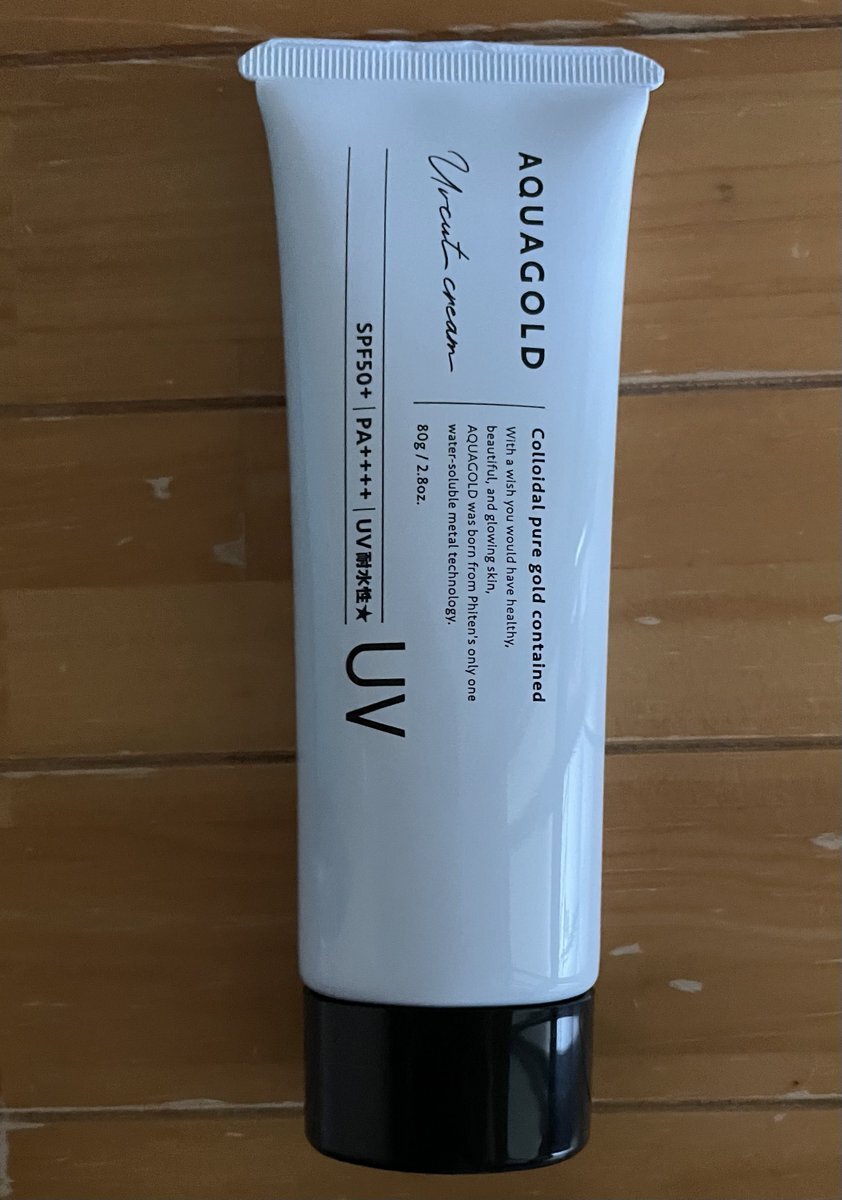 AQUAGOLD
Uvcut cream
Colloidal pure gold contained
With a wish you would have healthy,
beautiful, and glowing skin,
AQUAGOLD was born from Phiten's only one
water-soluble metal technology.
80g / 2.8oz.
SPF50+ | PA++++ | UV耐水性★
UV